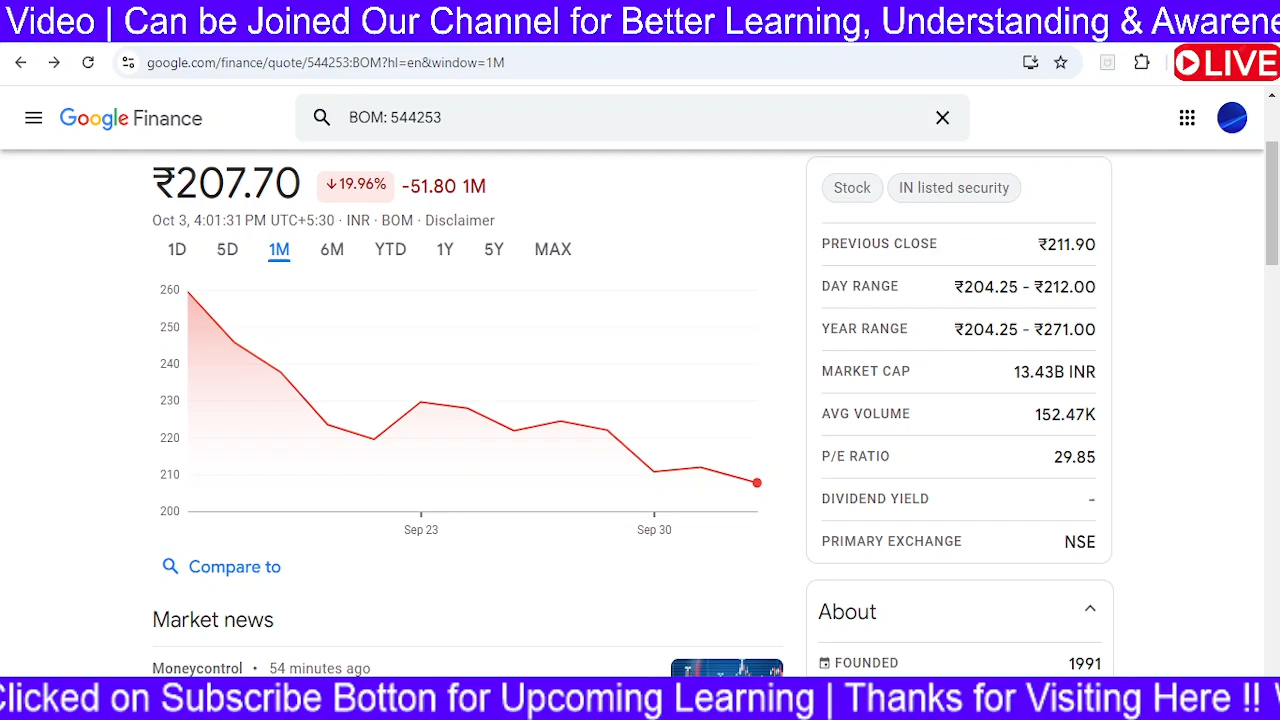 Video | Can be Joined Our Channel for Better Learning, Understanding & Awarene
google.com/finance/quote/544253:BOM?hl=en&window=1M
LIVE
Google Finance
BOM: 544253
₹207.70
↓19.96%
-51.80 1M
Oct 3, 4:01:31 PM UTC+5:30 · INR · BOM · Disclaimer
1D 5D 1M 6M YTD 1Y 5Y MAX
260
250
240
230
220
210
200
Sep 23
Sep 30
Compare to
Market news
Moneycontrol • 54 minutes ago
Stock
IN listed security
PREVIOUS CLOSE ₹211.90
DAY RANGE ₹204.25 - ₹212.00
YEAR RANGE ₹204.25 - ₹271.00
MARKET CAP 13.43B INR
AVG VOLUME 152.47K
P/E RATIO 29.85
DIVIDEND YIELD -
PRIMARY EXCHANGE NSE
About
FOUNDED 1991
Clicked on Subscribe Botton for Upcoming Learning | Thanks for Visiting Here !!